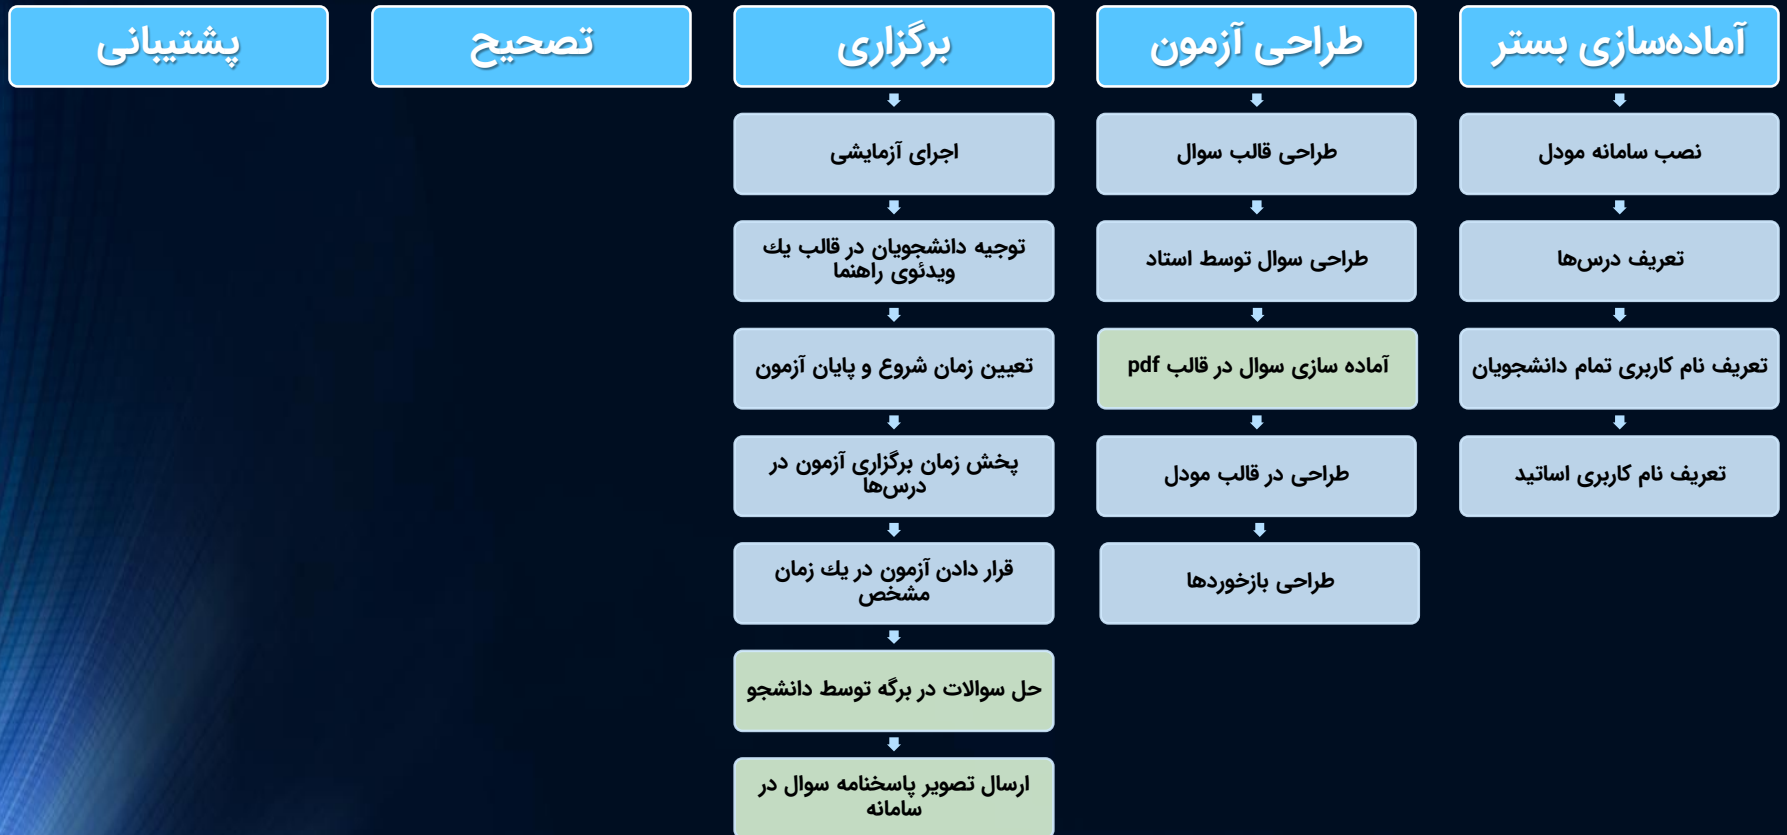 آماده‌سازی بستر
نصب سامانه مودل
تعریف درس‌ها
تعریف نام کاربری تمام دانشجویان
تعریف نام کاربری اساتید
طراحی آزمون
طراحی قالب سوال
طراحی سوال توسط استاد
آماده سازی سوال در قالب pdf
طراحی در قالب مودل
طراحی بازخوردها
برگزاری
اجرای آزمایشی
توجیه دانشجویان در قالب یك
ویدئوی راهنما
تعیین زمان شروع و پایان آزمون
پخش زمان برگزاری آزمون در
درس‌ها
قرار دادن آزمون در یك زمان
مشخص
حل سوالات در برگه توسط دانشجو
ارسال تصویر پاسخنامه سوال در
سامانه
تصحیح
پشتیبانی